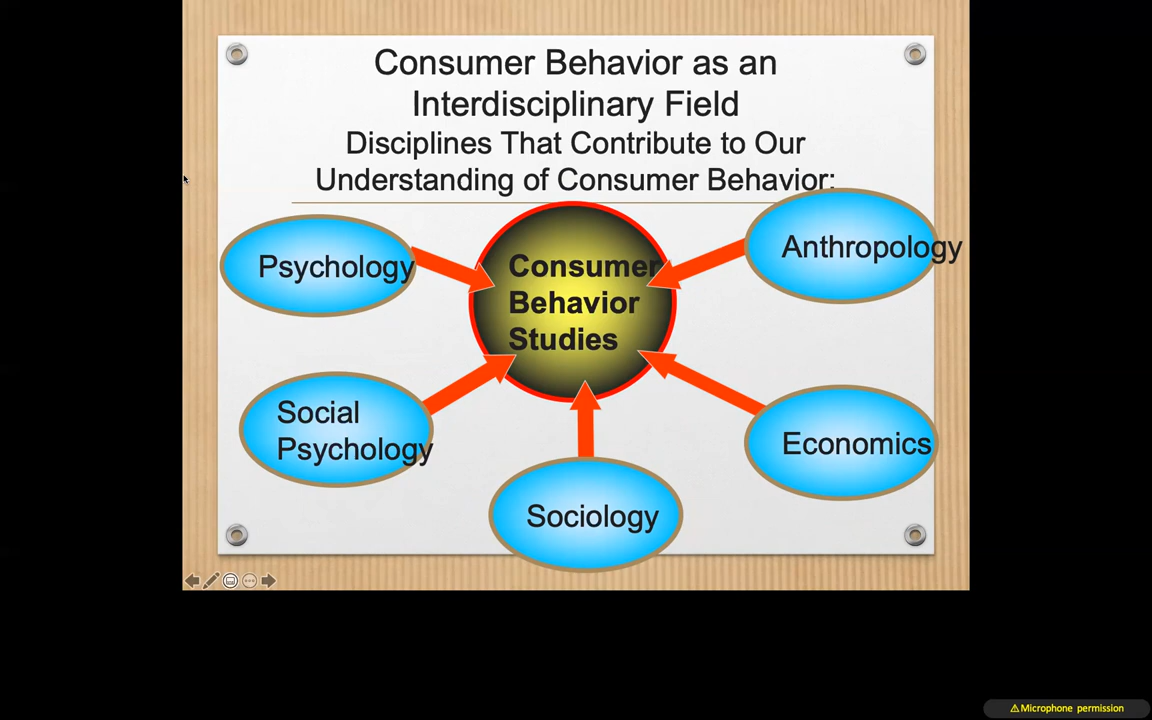 Consumer Behavior as an
Interdisciplinary Field
Disciplines That Contribute to Our
Understanding of Consumer Behavior:
Psychology
Consumer
Behavior
Studies
Anthropology
Social
Psychology
Sociology
Economics
⚠Microphone permission